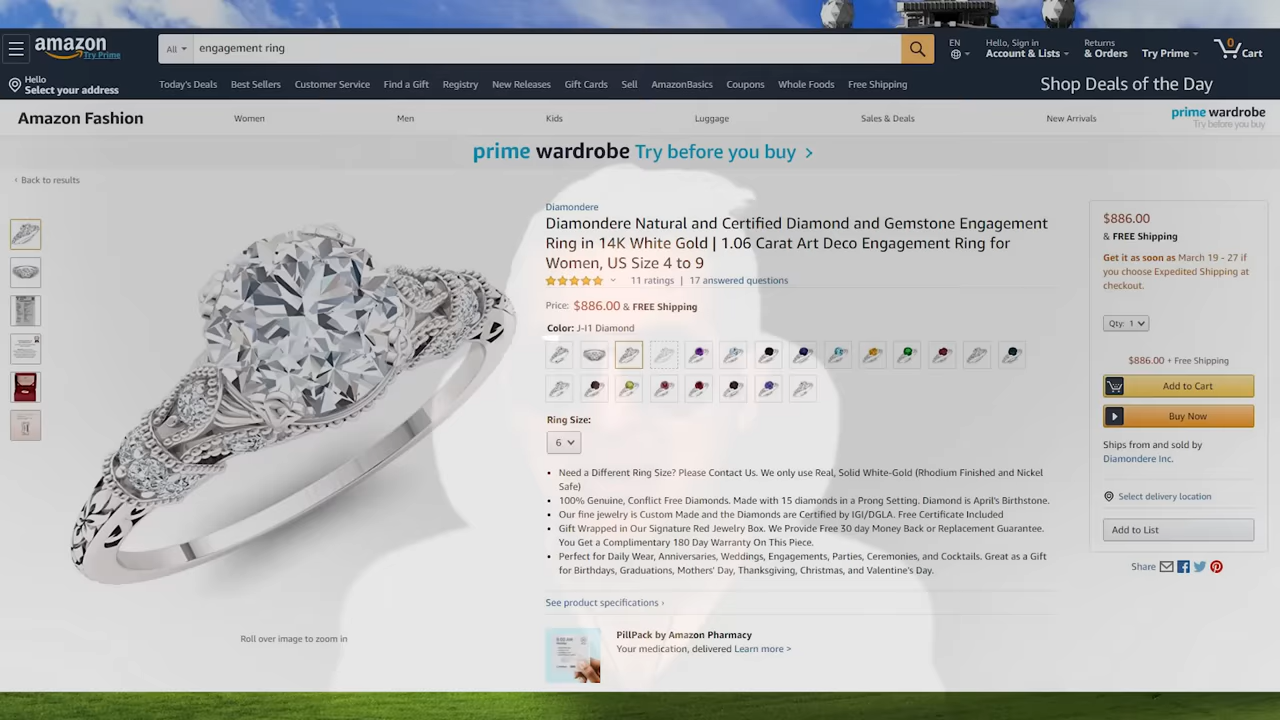 amazon
Try Prime
All
engagement ring
EN
Hello, Sign in
Account & Lists
Returns
& Orders
Try Prime
0
Cart
Hello
Select your address
Today's Deals
Best Sellers
Customer Service
Find a Gift
Registry
New Releases
Gift Cards
Sell
AmazonBasics
Coupons
Whole Foods
Free Shipping
Shop Deals of the Day
Amazon Fashion
Women
Men
Kids
Luggage
Sales & Deals
New Arrivals
prime wardrobe
Try before you buy
prime wardrobe Try before you buy ›
‹ Back to results
Diamondere
Diamondere Natural and Certified Diamond and Gemstone Engagement
Ring in 14K White Gold | 1.06 Carat Art Deco Engagement Ring for
Women, US Size 4 to 9
11 ratings | 17 answered questions
Price: $886.00 & FREE Shipping
Color: J-I1 Diamond
Ring Size:
6
• Need a Different Ring Size? Please Contact Us. We only use Real, Solid White-Gold (Rhodium Finished and Nickel
Safe)
• 100% Genuine, Conflict Free Diamonds. Made with 15 diamonds in a Prong Setting. Diamond is April's Birthstone.
• Our fine jewelry is Custom Made and the Diamonds are Certified by IGI/DGLA. Free Certificate Included
• Gift Wrapped in Our Signature Red Jewelry Box. We Provide Free 30 day Money Back or Replacement Guarantee.
You Get a Complimentary 180 Day Warranty On This Piece.
• Perfect for Daily Wear, Anniversaries, Weddings, Engagements, Parties, Ceremonies, and Cocktails. Great as a Gift
for Birthdays, Graduations, Mothers' Day, Thanksgiving, Christmas, and Valentine's Day.
See product specifications ›
Roll over image to zoom in
PillPack by Amazon Pharmacy
Your medication, delivered Learn more >
$886.00
& FREE Shipping
Get it as soon as March 19 - 27 if
you choose Expedited Shipping at
checkout.
Qty: 1
$886.00 + Free Shipping
Add to Cart
Buy Now
Ships from and sold by
Diamondere Inc.
Select delivery location
Add to List
Share